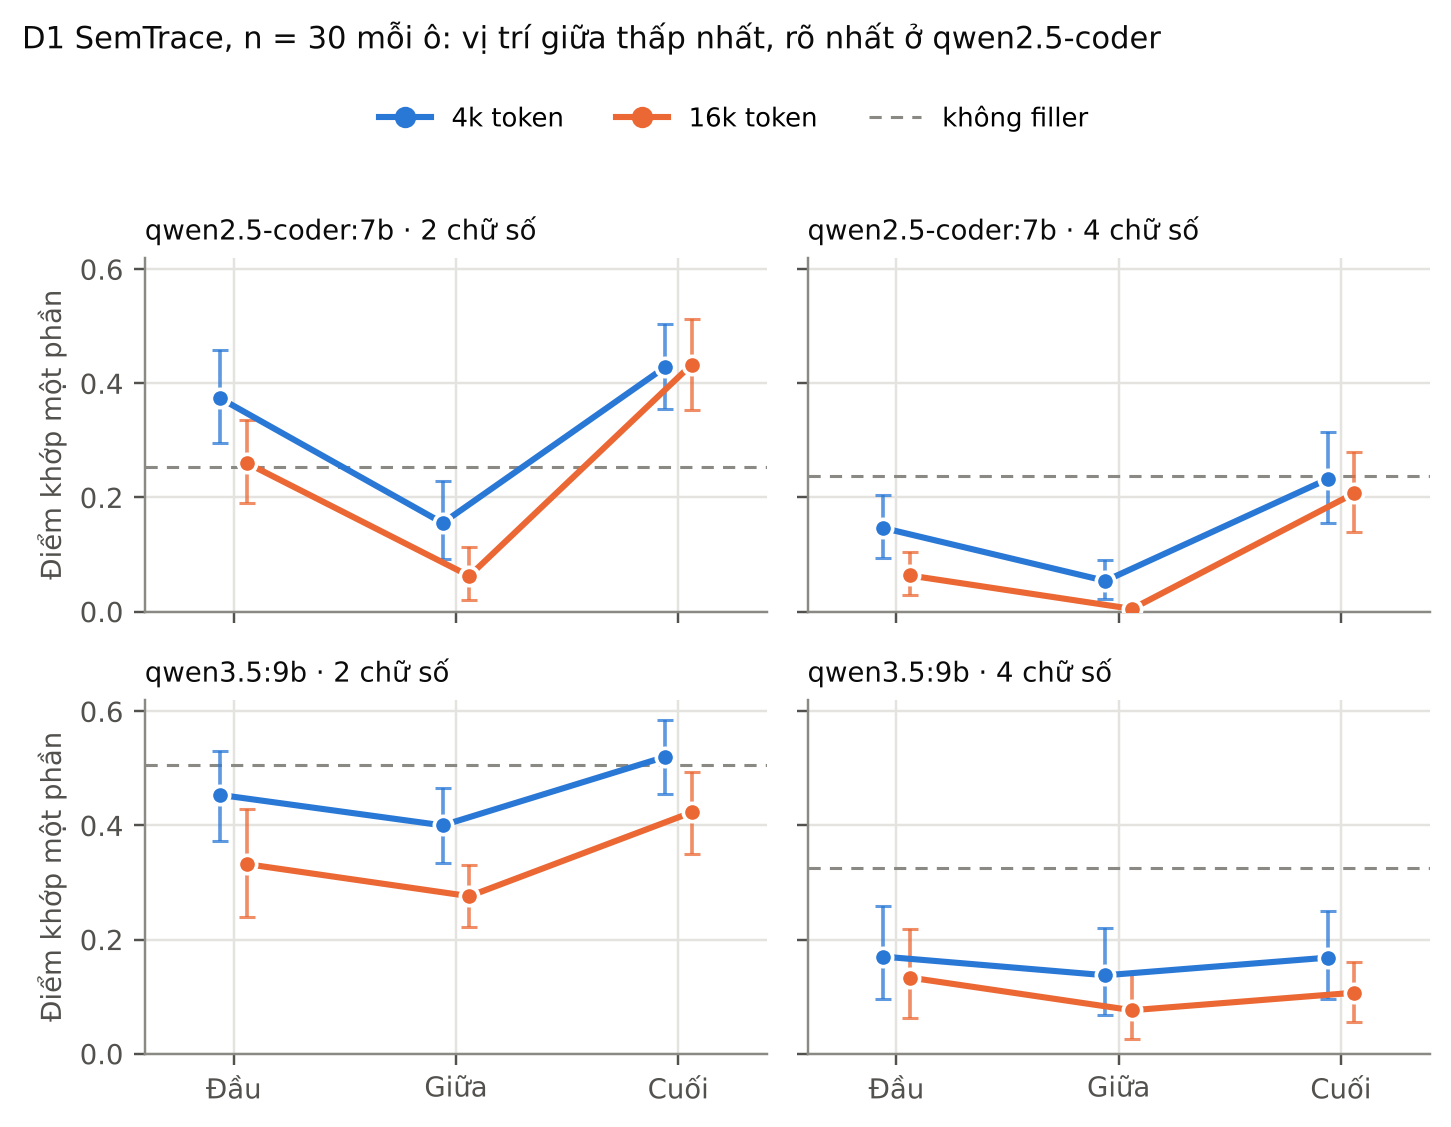 D1 SemTrace, n = 30 mỗi ô: vị trí giữa thấp nhất, rõ nhất ở qwen2.5-coder
4k token
16k token
không filler
qwen2.5-coder:7b · 2 chữ số
qwen2.5-coder:7b · 4 chữ số
Điểm khớp một phần
0.6
0.4
0.2
0.0
qwen3.5:9b · 2 chữ số
qwen3.5:9b · 4 chữ số
Điểm khớp một phần
0.6
0.4
0.2
0.0
Đầu
Giữa
Cuối
Đầu
Giữa
Cuối